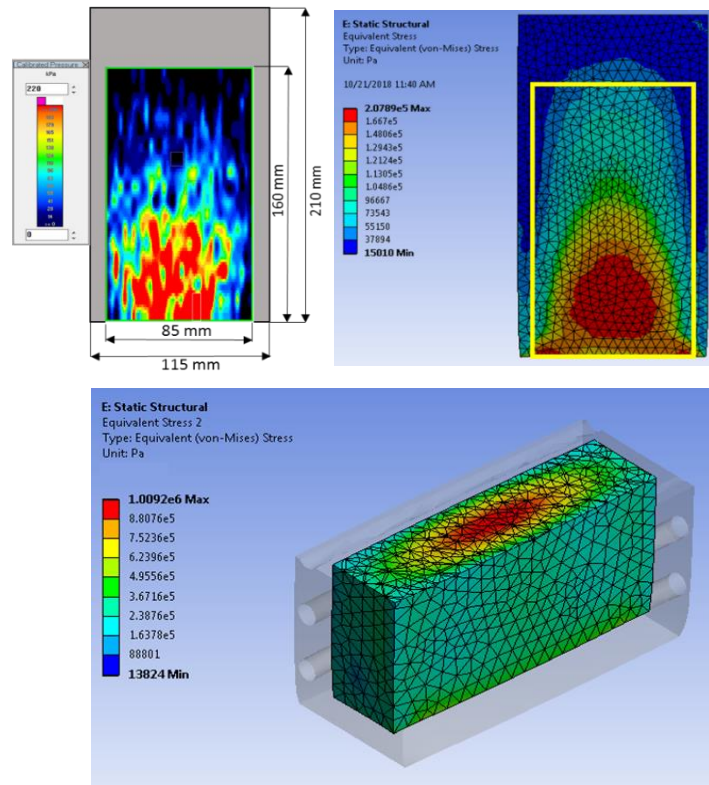 Calibrated Pressure
kPa
220
0
160 mm
210 mm
85 mm
115 mm
E: Static Structural
Equivalent Stress
Type: Equivalent (von-Mises) Stress
Unit: Pa
10/21/2018 11:40 AM
2.0789e5 Max
1.667e5
1.4806e5
1.2943e5
1.2124e5
1.1305e5
1.0486e5
96667
73543
55150
37894
15010 Min
E: Static Structural
Equivalent Stress 2
Type: Equivalent (von-Mises) Stress
Unit: Pa
1.0092e6 Max
8.8076e5
7.5236e5
6.2396e5
4.9556e5
3.6716e5
2.3876e5
1.6378e5
88801
13824 Min